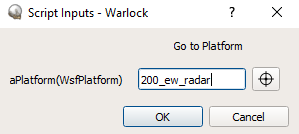 Script Inputs - Warlock
Go to Platform
aPlatform(WsfPlatform) 200_ew_radar
OK Cancel